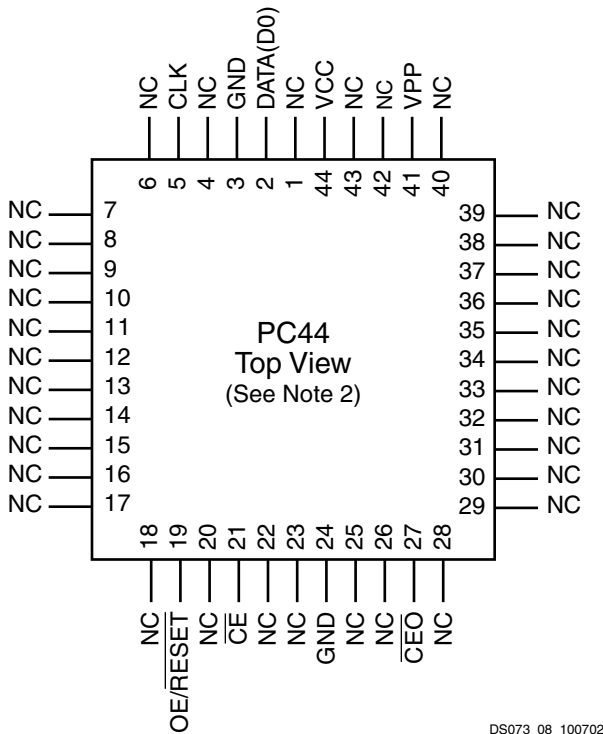 NC CLK NC GND DATA(D0) NC VCC NC NC VPP NC
6 5 4 3 2 1 44 43 42 41 40
NC 7 39 NC
NC 8 38 NC
NC 9 37 NC
NC 10 36 NC
NC 11 35 NC
NC 12 34 NC
NC 13 33 NC
NC 14 32 NC
NC 15 31 NC
NC 16 30 NC
NC 17 29 NC
PC44
Top View
(See Note 2)
18 19 20 21 22 23 24 25 26 27 28
NC OE/RESET NC CE NC NC GND NC NC CEO NC
DS073_08_100702